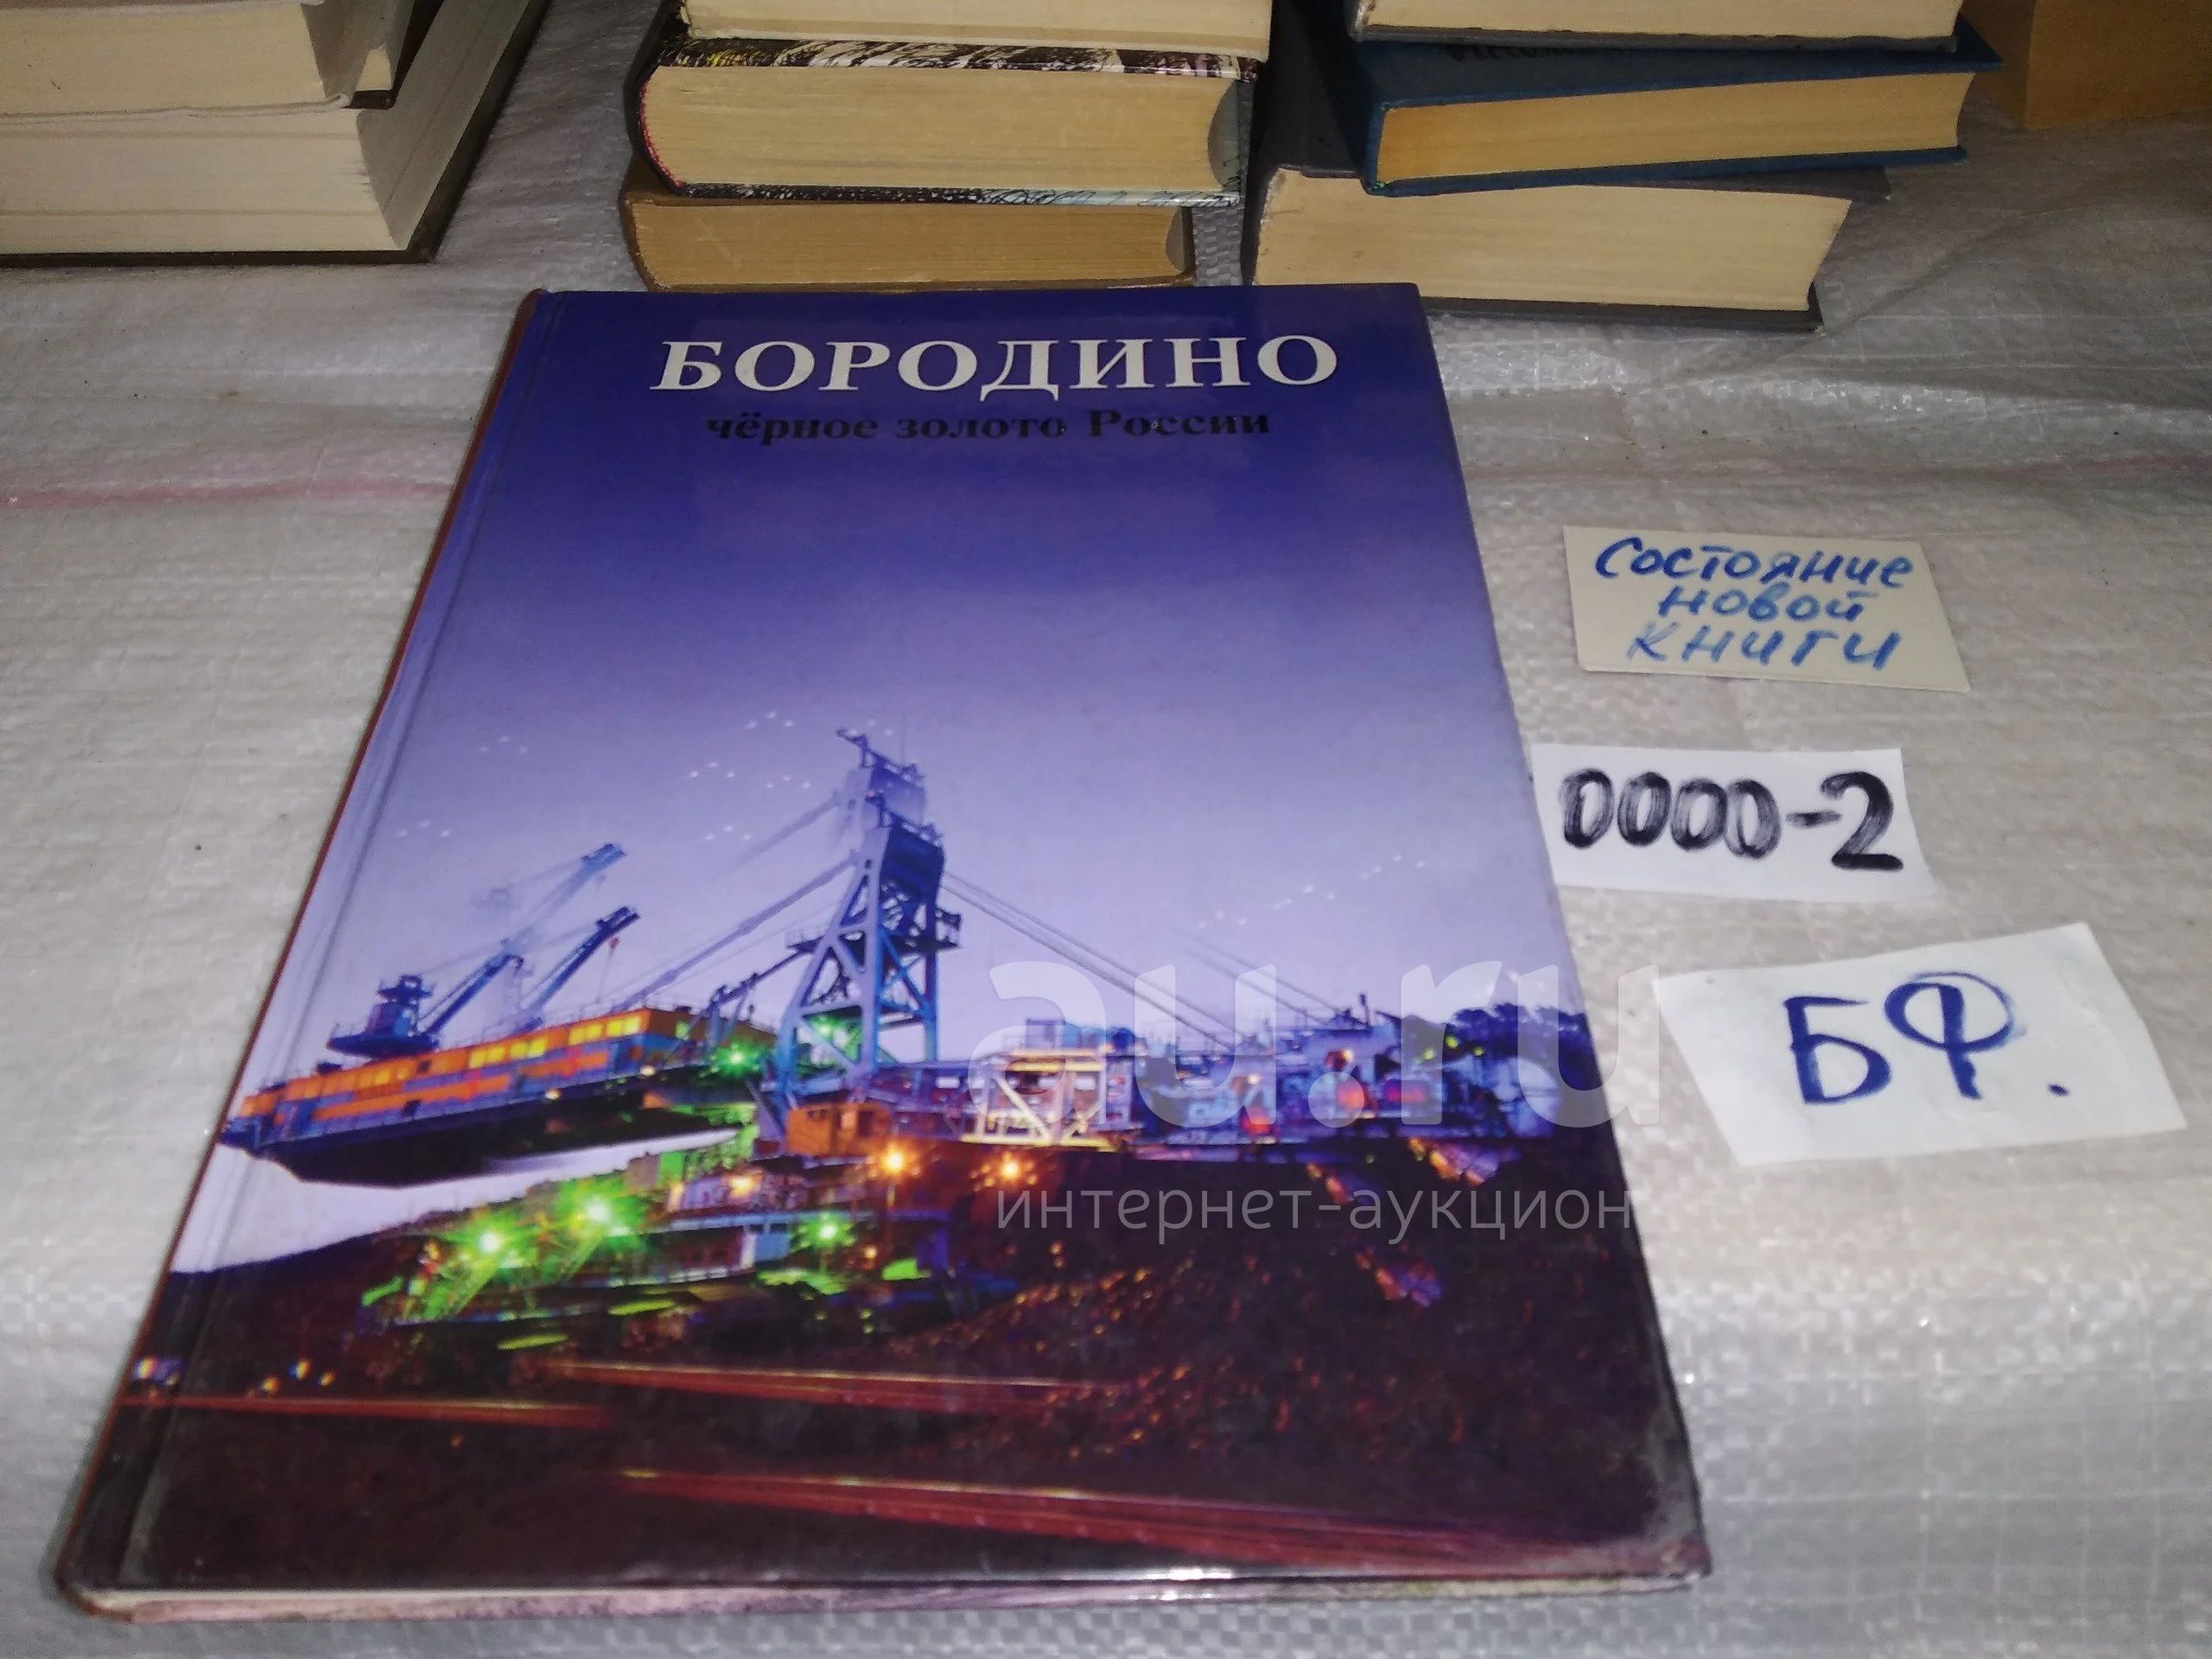 БОРОДИНО
чёрное золото России
Состояние
новой
книги
0000-2
БФ.
au.ru
интернет-аукцион